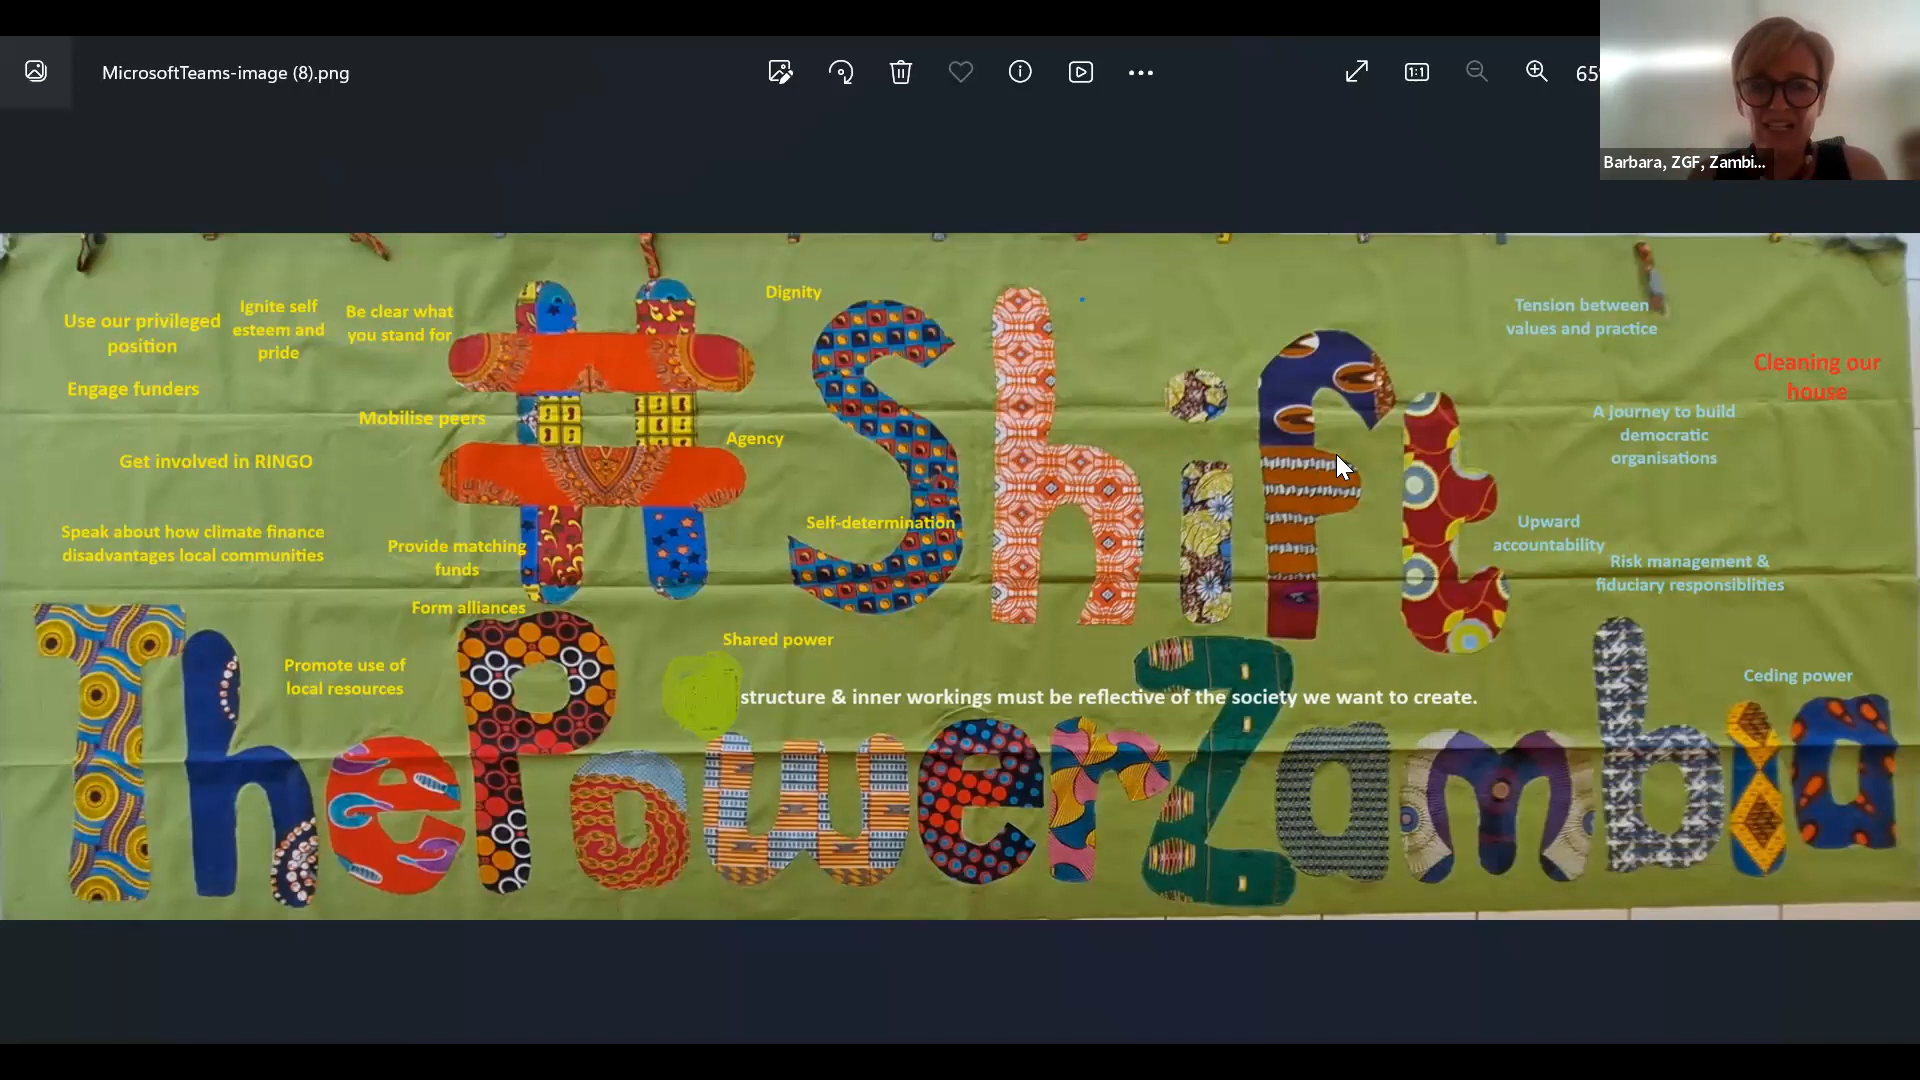 MicrosoftTeams-image (8).png
65
Barbara, ZGF, Zambi...
Use our privileged
position
Ignite self
esteem and
pride
Be clear what
you stand for
Dignity
Tension between
values and practice
Cleaning our
house
Engage funders
Mobilise peers
Agency
A journey to build
democratic
organisations
Get involved in RINGO
Speak about how climate finance
disadvantages local communities
Provide matching
funds
Self-determination
Upward
accountability
Risk management &
fiduciary responsiblities
Form alliances
Shared power
Promote use of
local resources
Ceding power
structure & inner workings must be reflective of the society we want to create.
#Shift
ThePowerZambia